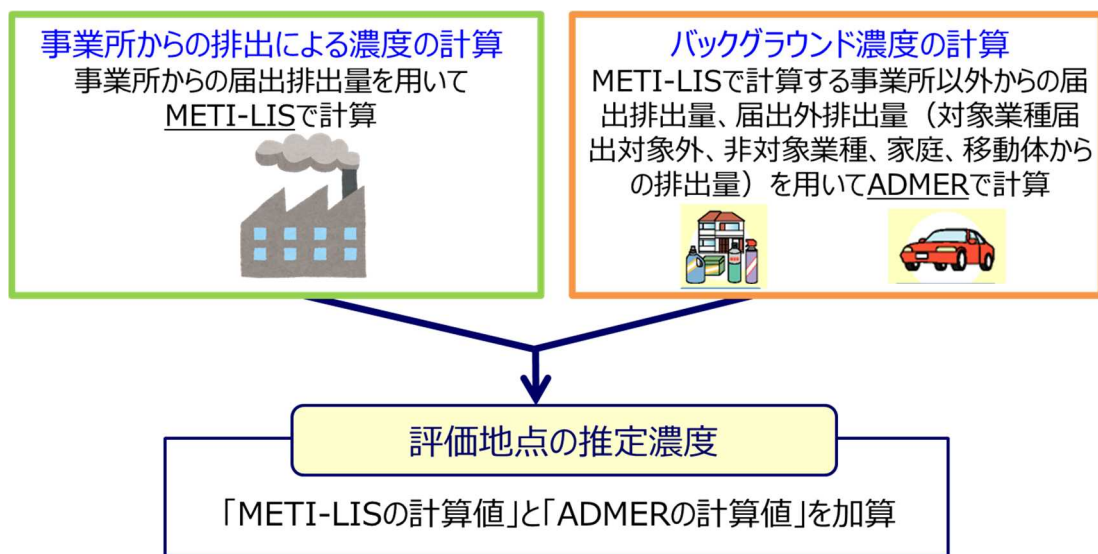 事業所からの排出による濃度の計算
事業所からの届出排出量を用いて
METI-LISで計算
バックグラウンド濃度の計算
METI-LISで計算する事業所以外からの届
出排出量、届出外排出量（対象業種届
出対象外、非対象業種、家庭、移動体から
の排出量）を用いてADMERで計算
評価地点の推定濃度
「METI-LISの計算値」と「ADMERの計算値」を加算